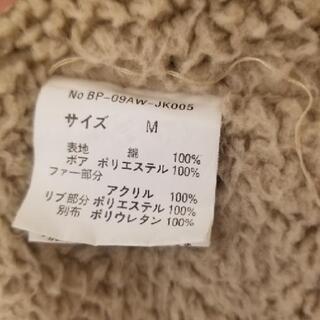 No BP-09AW-JK005
サイズ M
表地 綿 100%
ボア ポリエステル 100%
ファー部分
アクリル 100%
リブ部分 ポリエステル 100%
別布 ポリウレタン 100%